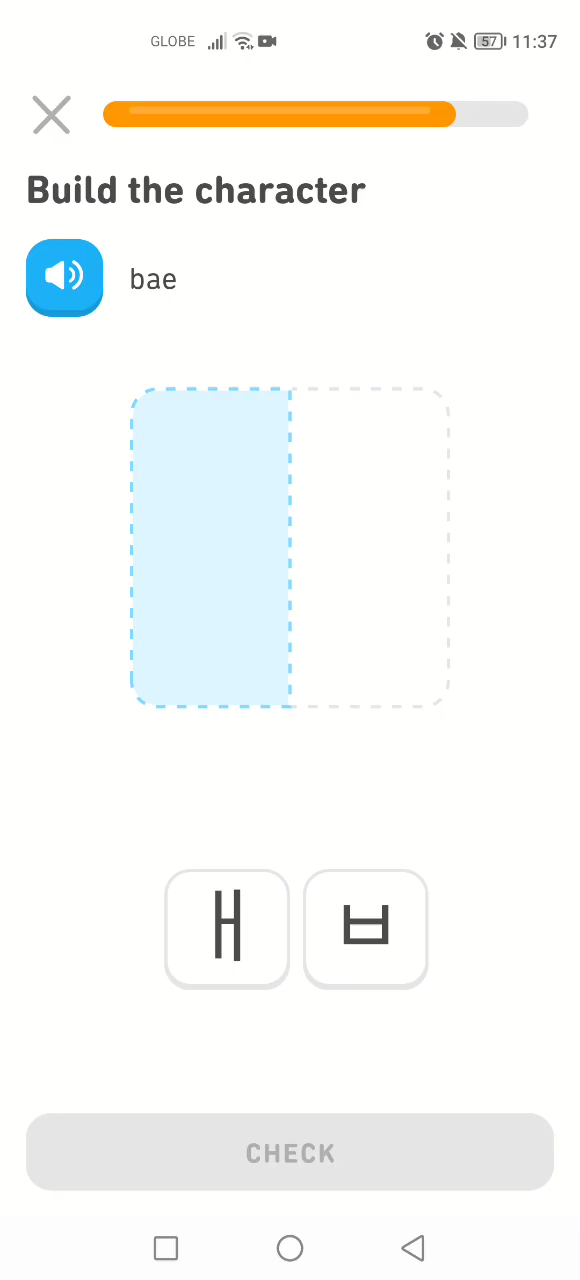 GLOBE 57 11:37
Build the character
bae
ㅐ ㅂ
CHECK